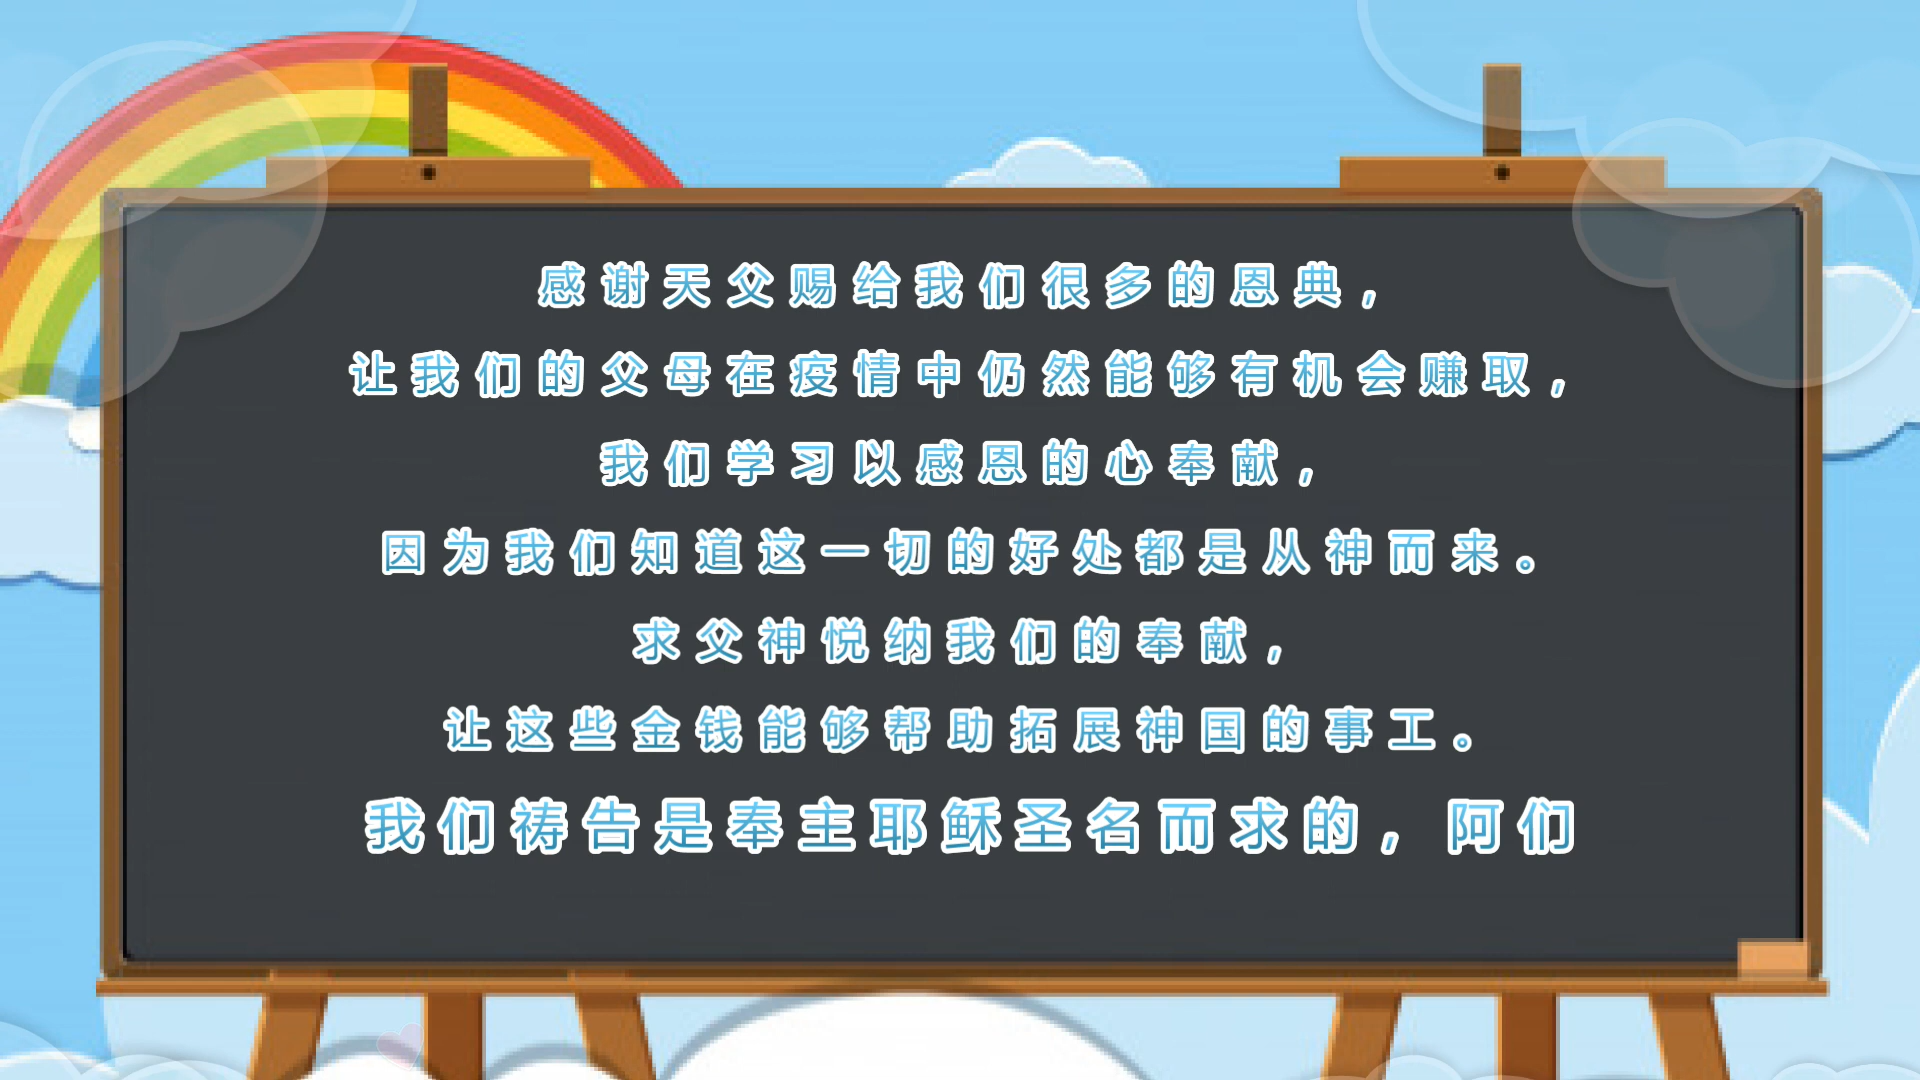 感谢天父赐给我们很多的恩典，
让我们的父母在疫情中仍然能够有机会赚取，
我们学习以感恩的心奉献，
因为我们知道这一切的好处都是从神而来。
求父神悦纳我们的奉献，
让这些金钱能够帮助拓展神国的事工。
我们祷告是奉主耶稣圣名而求的，阿们